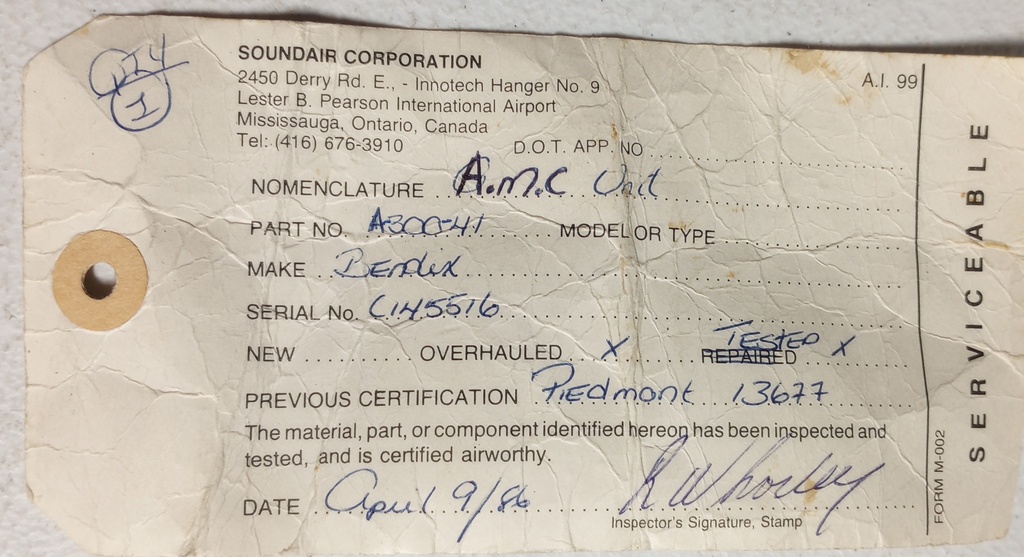 SOUNDAIR CORPORATION
2450 Derry Rd. E., - Innotech Hanger No. 9
A.I. 99
Lester B. Pearson International Airport
Mississauga, Ontario, Canada
Tel: (416) 676-3910 D.O.T. APP. NO
NOMENCLATURE A.M.C Unit
PART NO. A300-41 MODEL OR TYPE
MAKE Bendix
SERIAL No. C145516
NEW OVERHAULED X REPAIRED TESTED X
PREVIOUS CERTIFICATION Piedmont 13677
The material, part, or component identified hereon has been inspected and
tested, and is certified airworthy.
DATE April 9/86
Inspector's Signature, Stamp
FORM M-002
SERVICEABLE